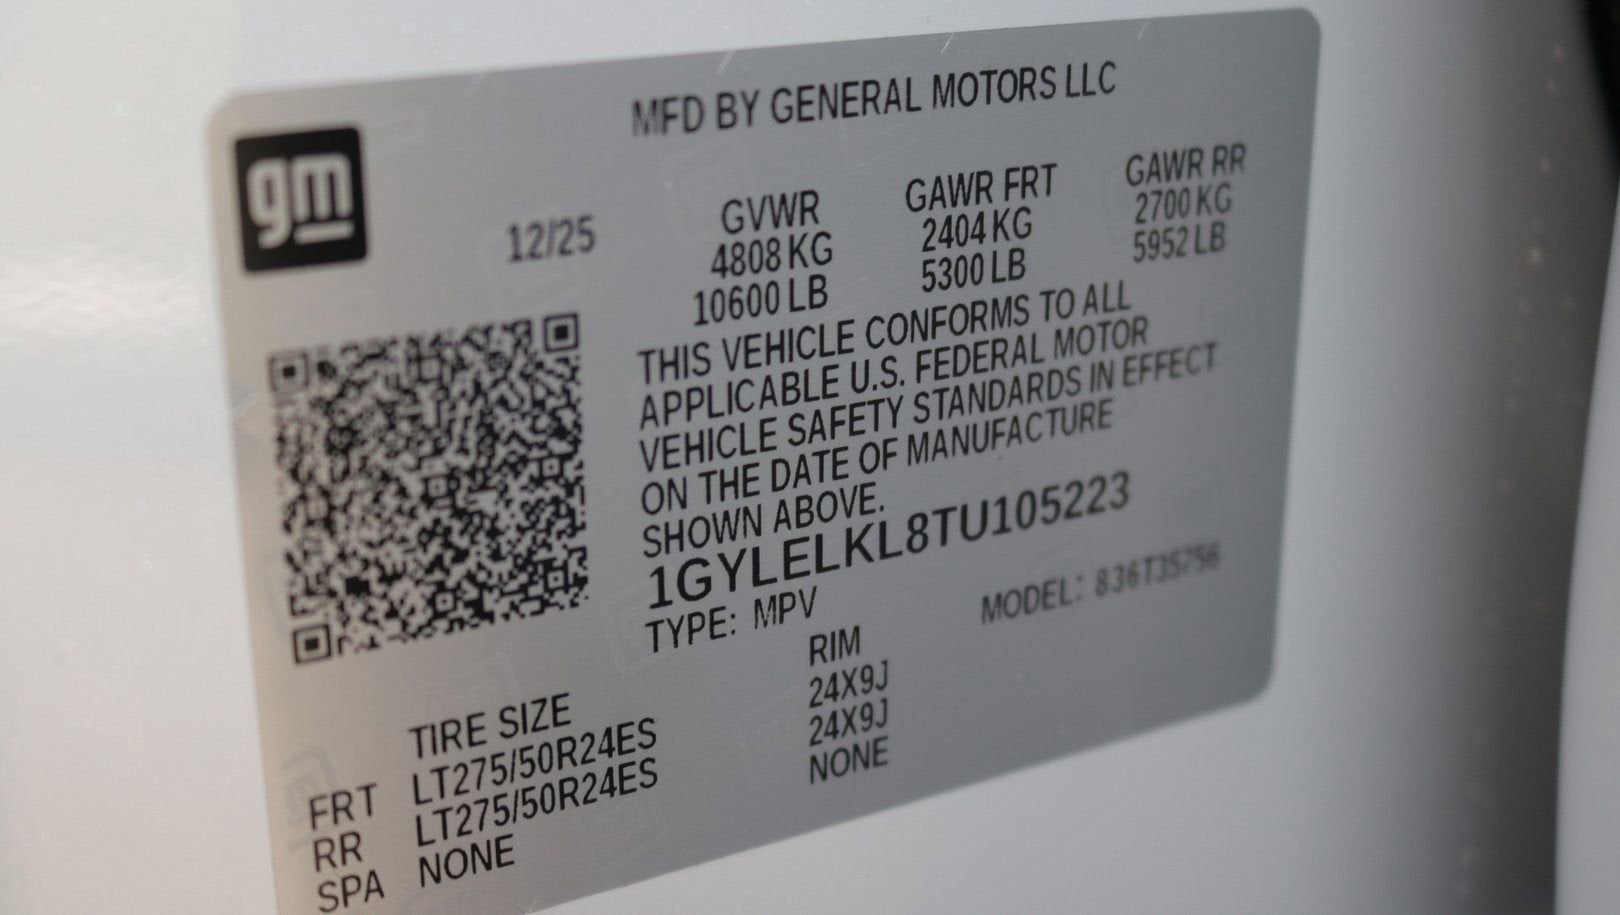 MFD BY GENERAL MOTORS LLC
gm
12/25
GVWR
4808 KG
10600 LB
GAWR FRT
2404 KG
5300 LB
GAWR RR
2700 KG
5952 LB
THIS VEHICLE CONFORMS TO ALL
APPLICABLE U.S. FEDERAL MOTOR
VEHICLE SAFETY STANDARDS IN EFFECT
ON THE DATE OF MANUFACTURE
SHOWN ABOVE.
1GYLELKL8TU105223
TYPE: MPV
MODEL: 836T35756
TIRE SIZE RIM
FRT LT275/50R24ES 24X9J
RR LT275/50R24ES 24X9J
SPA NONE NONE